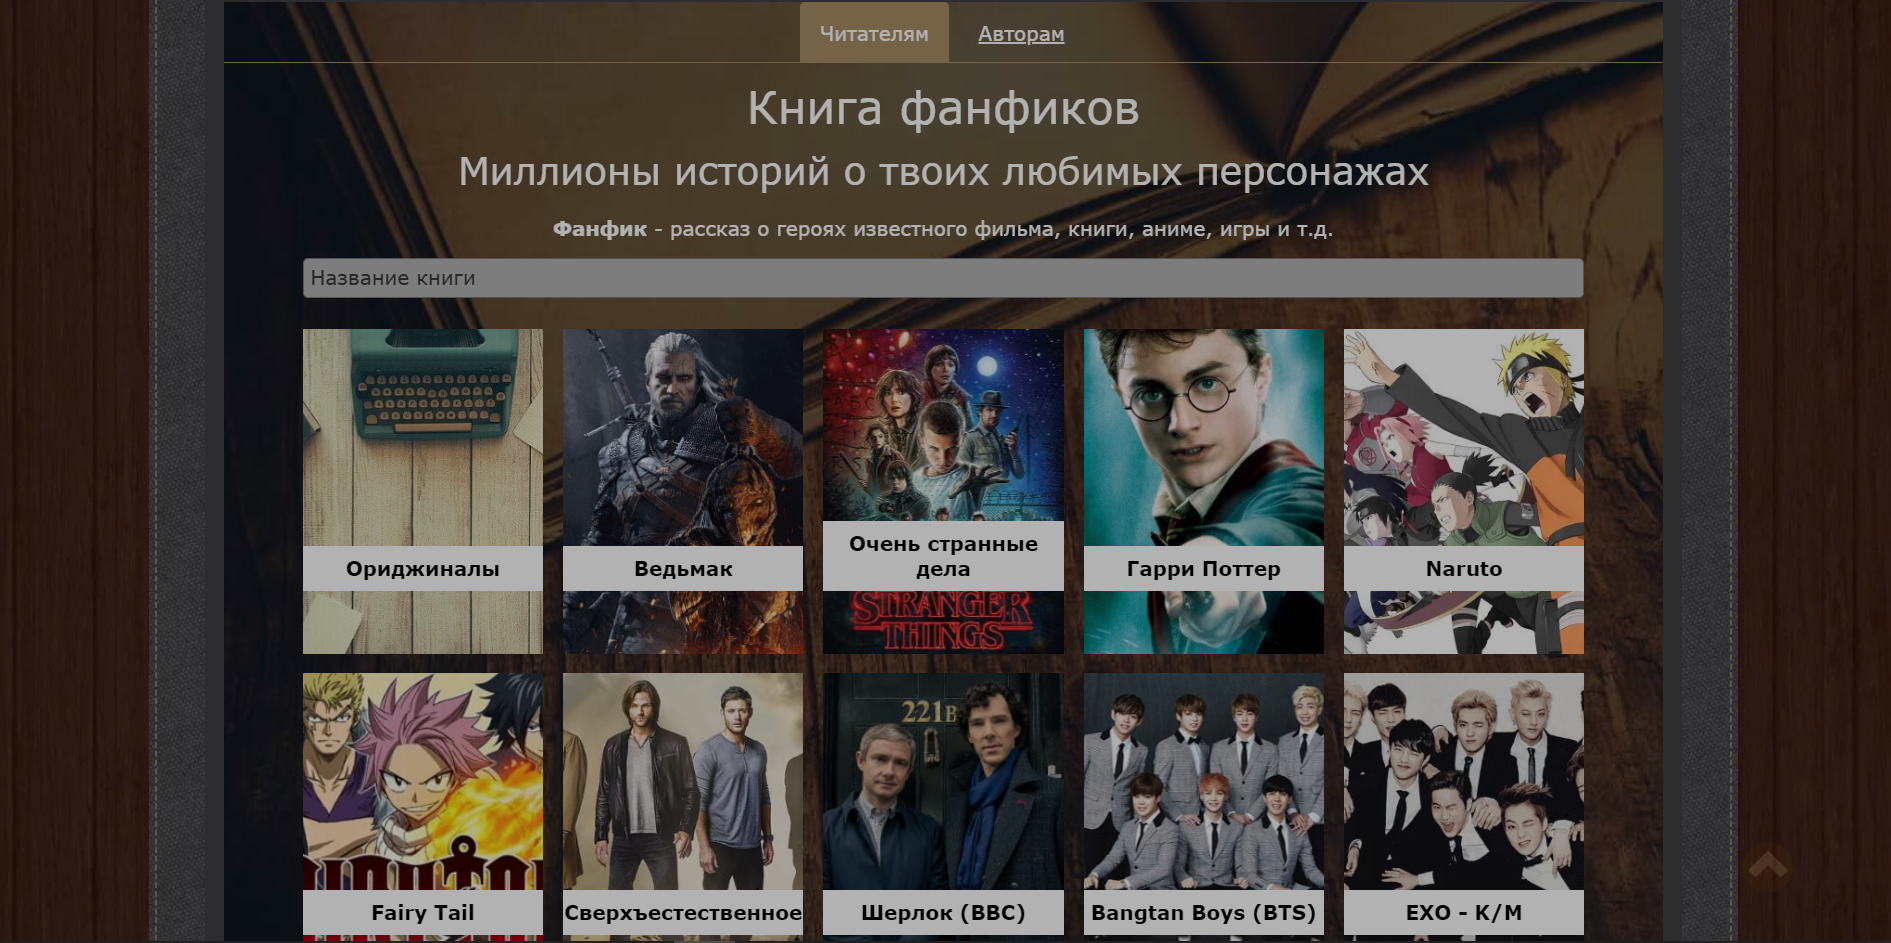 Читателям
Авторам
Книга фанфиков
Миллионы историй о твоих любимых персонажах
Фанфик - рассказ о героях известного фильма, книги, аниме, игры и т.д.
Название книги
Ориджиналы
Ведьмак
Очень странные
дела
STRANGER
THINGS
Гарри Поттер
Naruto
221B
Fairy Tail
Сверхъестественное
Шерлок (BBC)
Bangtan Boys (BTS)
EXO - K/M